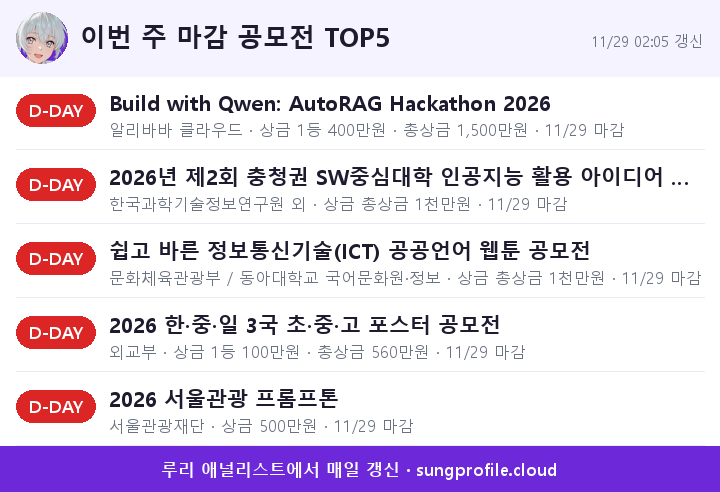 이번 주 마감 공모전 TOP5
11/29 02:05 갱신
D-DAY
Build with Qwen: AutoRAG Hackathon 2026
알리바바 클라우드 · 상금 1등 400만원 · 총상금 1,500만원 · 11/29 마감
D-DAY
2026년 제2회 충청권 SW중심대학 인공지능 활용 아이디어 ...
한국과학기술정보연구원 외 · 상금 총상금 1천만원 · 11/29 마감
D-DAY
쉽고 바른 정보통신기술(ICT) 공공언어 웹툰 공모전
문화체육관광부 / 동아대학교 국어문화원·정보 · 상금 총상금 1천만원 · 11/29 마감
D-DAY
2026 한·중·일 3국 초·중·고 포스터 공모전
외교부 · 상금 1등 100만원 · 총상금 560만원 · 11/29 마감
D-DAY
2026 서울관광 프롬프톤
서울관광재단 · 상금 500만원 · 11/29 마감
루리 애널리스트에서 매일 갱신 · sungprofile.cloud